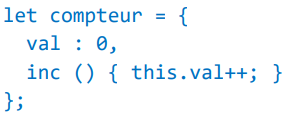 let compteur = {
  val : 0,
  inc () { this.val++; }
};